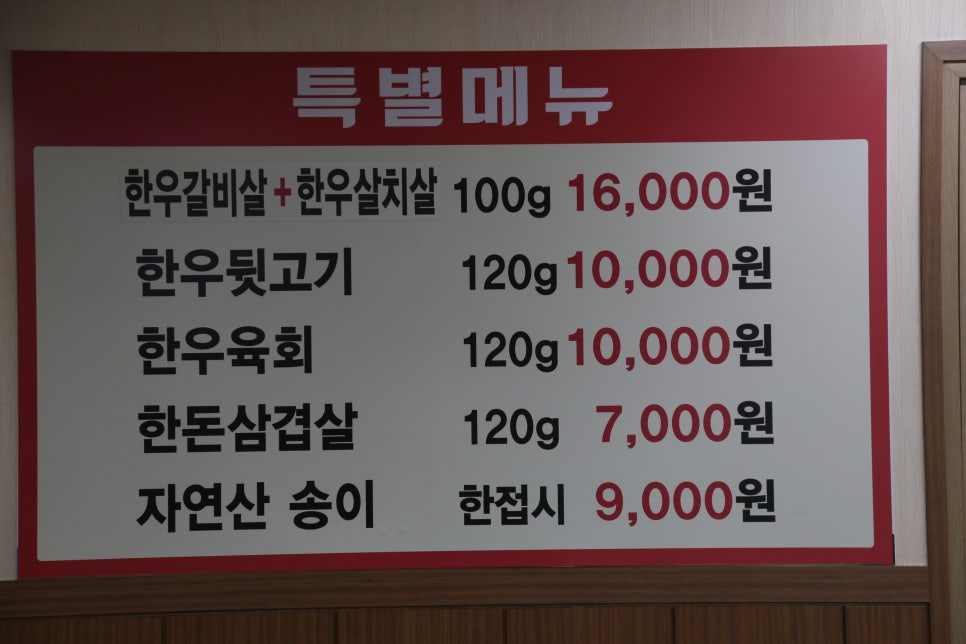 특별메뉴
한우갈비살+한우살치살 100g 16,000원
한우뒷고기 120g 10,000원
한우육회 120g 10,000원
한돈삼겹살 120g 7,000원
자연산 송이 한접시 9,000원